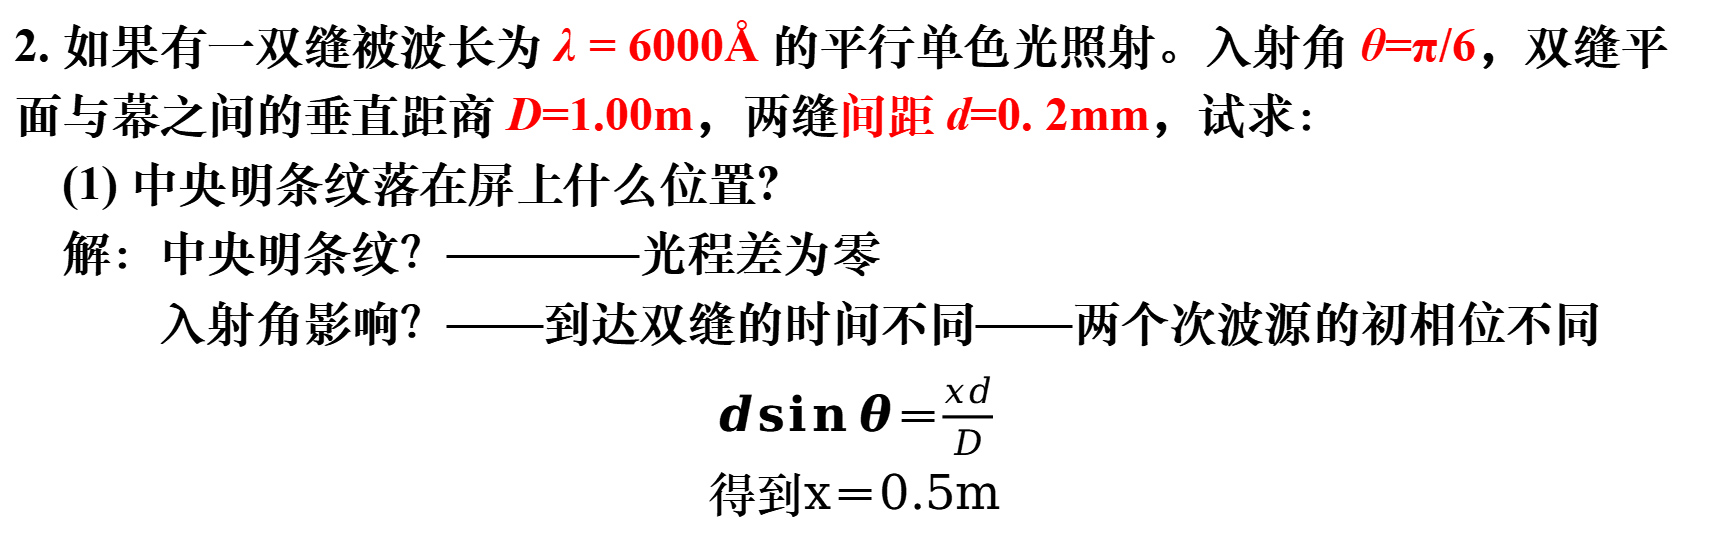 2. 如果有一双缝被波长为 λ = 6000Å 的平行单色光照射。入射角 θ=π/6，双缝平
面与幕之间的垂直距商 D=1.00m，两缝间距 d=0. 2mm，试求：
(1) 中央明条纹落在屏上什么位置?
解：中央明条纹？————光程差为零
入射角影响？——到达双缝的时间不同——两个次波源的初相位不同
d sin θ = xd/D
得到x=0.5m